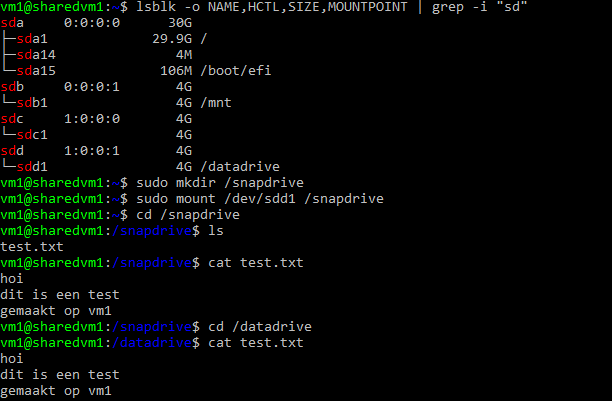 vm1@sharedvm1:~$ lsblk -o NAME,HCTL,SIZE,MOUNTPOINT | grep -i "sd"
sda     0:0:0:0      30G
├─sda1             29.9G /
├─sda14               4M
└─sda15             106M /boot/efi
sdb     0:0:0:1       4G
└─sdb1                4G /mnt
sdc     1:0:0:0       4G
└─sdc1                4G
sdd     1:0:0:1       4G
└─sdd1                4G /datadrive
vm1@sharedvm1:~$ sudo mkdir /snapdrive
vm1@sharedvm1:~$ sudo mount /dev/sdd1 /snapdrive
vm1@sharedvm1:~$ cd /snapdrive
vm1@sharedvm1:/snapdrive$ ls
test.txt
vm1@sharedvm1:/snapdrive$ cat test.txt
hoi
dit is een test
gemaakt op vm1
vm1@sharedvm1:/snapdrive$ cd /datadrive
vm1@sharedvm1:/datadrive$ cat test.txt
hoi
dit is een test
gemaakt op vm1